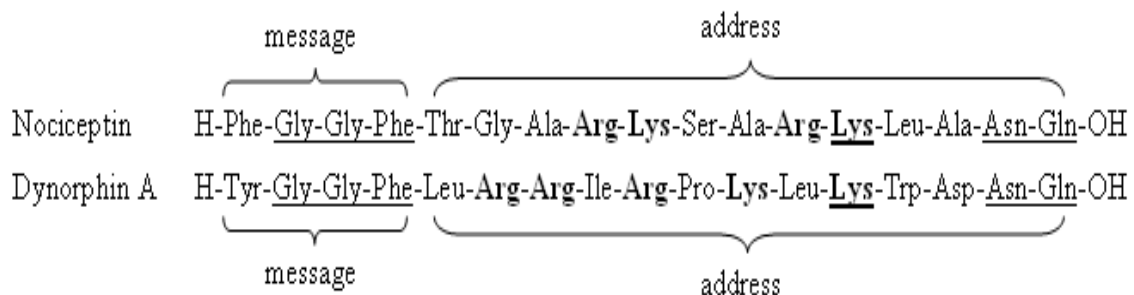 message address
Nociceptin H-Phe-Gly-Gly-Phe-Thr-Gly-Ala-Arg-Lys-Ser-Ala-Arg-Lys-Leu-Ala-Asn-Gln-OH
Dynorphin A H-Tyr-Gly-Gly-Phe-Leu-Arg-Arg-Ile-Arg-Pro-Lys-Leu-Lys-Trp-Asp-Asn-Gln-OH
message address